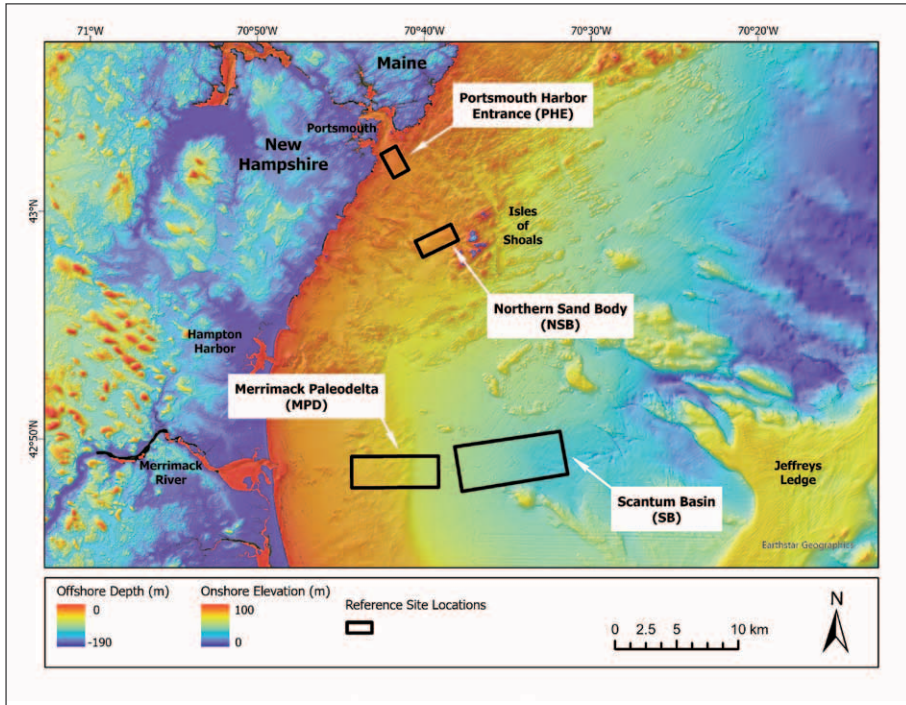 71°W
70°50'W
70°40'W
70°30'W
70°20'W
Maine
Portsmouth Harbor
Entrance (PHE)
Portsmouth
New
Hampshire
43°N
Isles
of
Shoals
Northern Sand Body
(NSB)
Hampton
Harbor
Merrimack Paleodelta
(MPD)
42°50'N
Merrimack
River
Jeffreys
Ledge
Scantum Basin
(SB)
Earthstar Geographics
Offshore Depth (m)
0
-190
Onshore Elevation (m)
100
0
Reference Site Locations
0 2.5 5 10 km
N